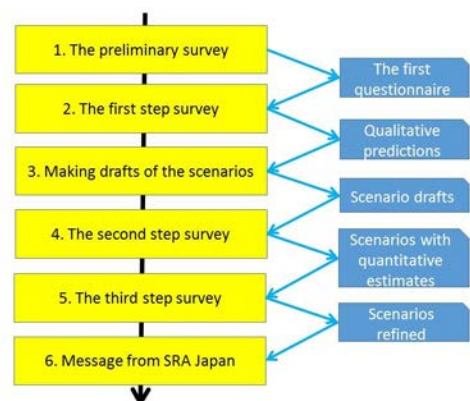 1. The preliminary survey
The first
questionnaire
2. The first step survey
Qualitative
predictions
3. Making drafts of the scenarios
Scenario drafts
4. The second step survey
Scenarios with
quantitative
estimates
5. The third step survey
Scenarios
refined
6. Message from SRA Japan